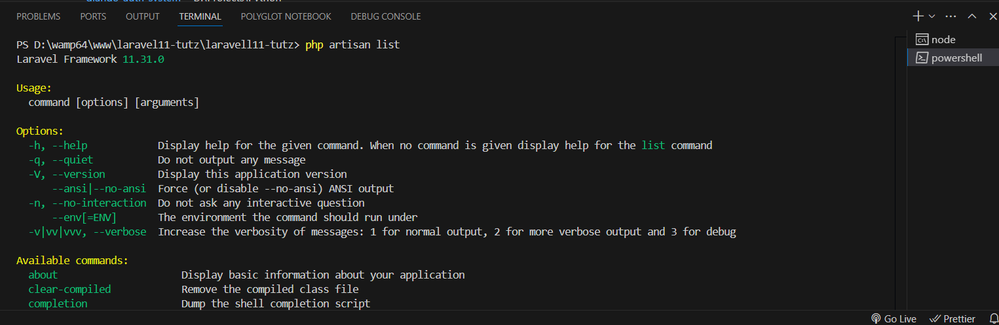 PROBLEMS PORTS OUTPUT TERMINAL POLYGLOT NOTEBOOK DEBUG CONSOLE
PS D:\wamp64\www\laravel11-tutz\laravell11-tutz> php artisan list
Laravel Framework 11.31.0
Usage:
command [options] [arguments]
Options:
-h, --help Display help for the given command. When no command is given display help for the list command
-q, --quiet Do not output any message
-V, --version Display this application version
--ansi|--no-ansi Force (or disable --no-ansi) ANSI output
-n, --no-interaction Do not ask any interactive question
--env[=ENV] The environment the command should run under
-v|vv|vvv, --verbose Increase the verbosity of messages: 1 for normal output, 2 for more verbose output and 3 for debug
Available commands:
about Display basic information about your application
clear-compiled Remove the compiled class file
completion Dump the shell completion script
node
powershell
Go Live Prettier